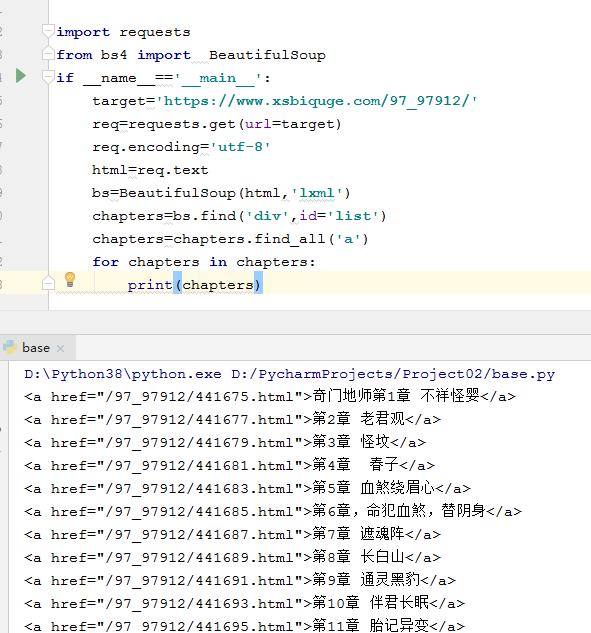 import requests
from bs4 import BeautifulSoup
if __name__=='__main__':
target='https://www.xsbiquge.com/97_97912/'
req=requests.get(url=target)
req.encoding='utf-8'
html=req.text
bs=BeautifulSoup(html,'lxml')
chapters=bs.find('div',id='list')
chapters=chapters.find_all('a')
for chapters in chapters:
print(chapters)
base
D:\Python38\python.exe D:/PycharmProjects/Project02/base.py
<a href="/97_97912/441675.html">奇门地师第1章 不祥怪婴</a>
<a href="/97_97912/441677.html">第2章 老君观</a>
<a href="/97_97912/441679.html">第3章 怪坟</a>
<a href="/97_97912/441681.html">第4章  春子</a>
<a href="/97_97912/441683.html">第5章 血煞绕眉心</a>
<a href="/97_97912/441685.html">第6章，命犯血煞，替阴身</a>
<a href="/97_97912/441687.html">第7章 遮魂阵</a>
<a href="/97_97912/441689.html">第8章 长白山</a>
<a href="/97_97912/441691.html">第9章 通灵黑豹</a>
<a href="/97_97912/441693.html">第10章 伴君长眠</a>
<a href="/97_97912/441695.html">第11章 胎记异变</a>